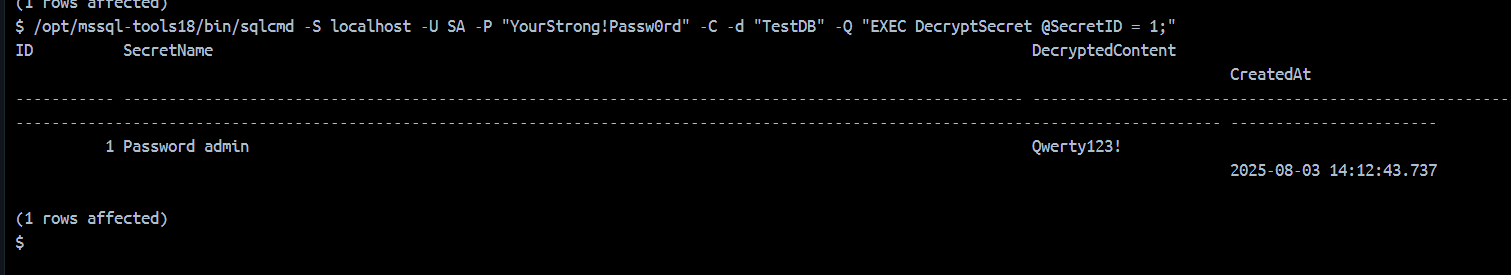 (1 rows affected)
$ /opt/mssql-tools18/bin/sqlcmd -S localhost -U SA -P "YourStrong!Passw0rd" -C -d "TestDB" -Q "EXEC DecryptSecret @SecretID = 1;"
ID SecretName DecryptedContent
CreatedAt
----------- ---------------------------------------------------------------------------------------------------- -----------------------------------------------------
-------------------------------------------------------------------------------------------------------------------------------------- -----------------------
1 Password admin Qwerty123!
2025-08-03 14:12:43.737
(1 rows affected)
$